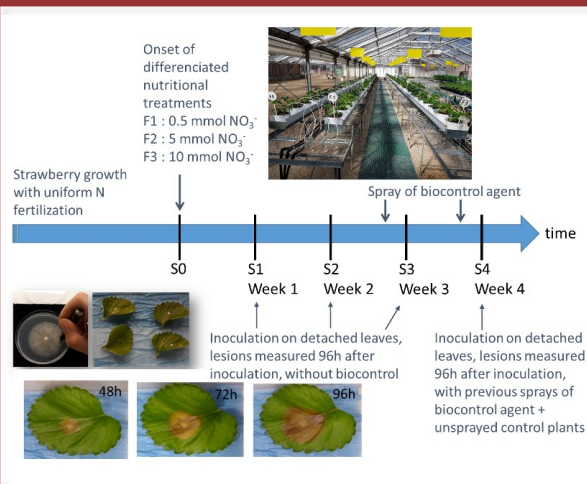 Onset of
differenciated
nutritional
treatments
F1 : 0.5 mmol NO₃⁻
F2 : 5 mmol NO₃⁻
F3 : 10 mmol NO₃⁻
Strawberry growth
with uniform N
fertilization
Spray of biocontrol agent
time
S0
S1
Week 1
S2
Week 2
S3
Week 3
S4
Week 4
Inoculation on detached leaves,
lesions measured 96h after
inoculation, without biocontrol
Inoculation on detached
leaves, lesions measured
96h after inoculation,
with previous sprays of
biocontrol agent +
unsprayed control plants
48h
72h
96h